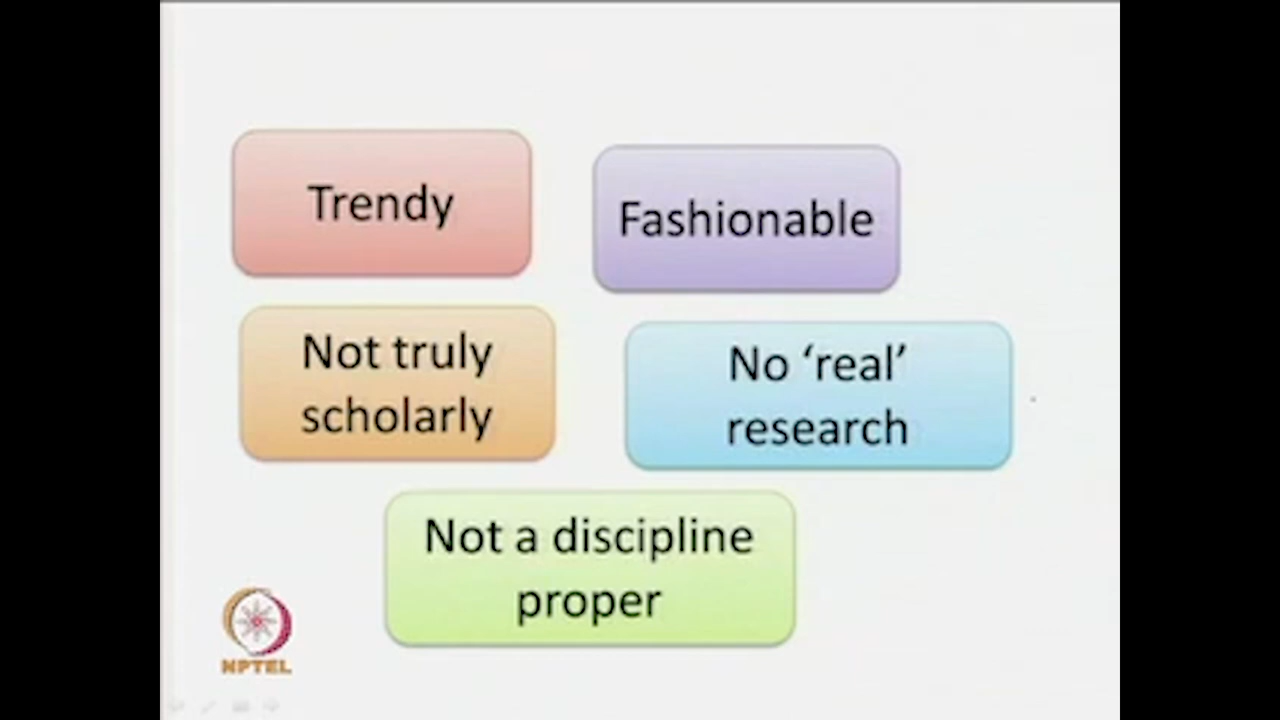 Trendy
Fashionable
Not truly
scholarly
No ‘real’
research
Not a discipline
proper
NPTEL